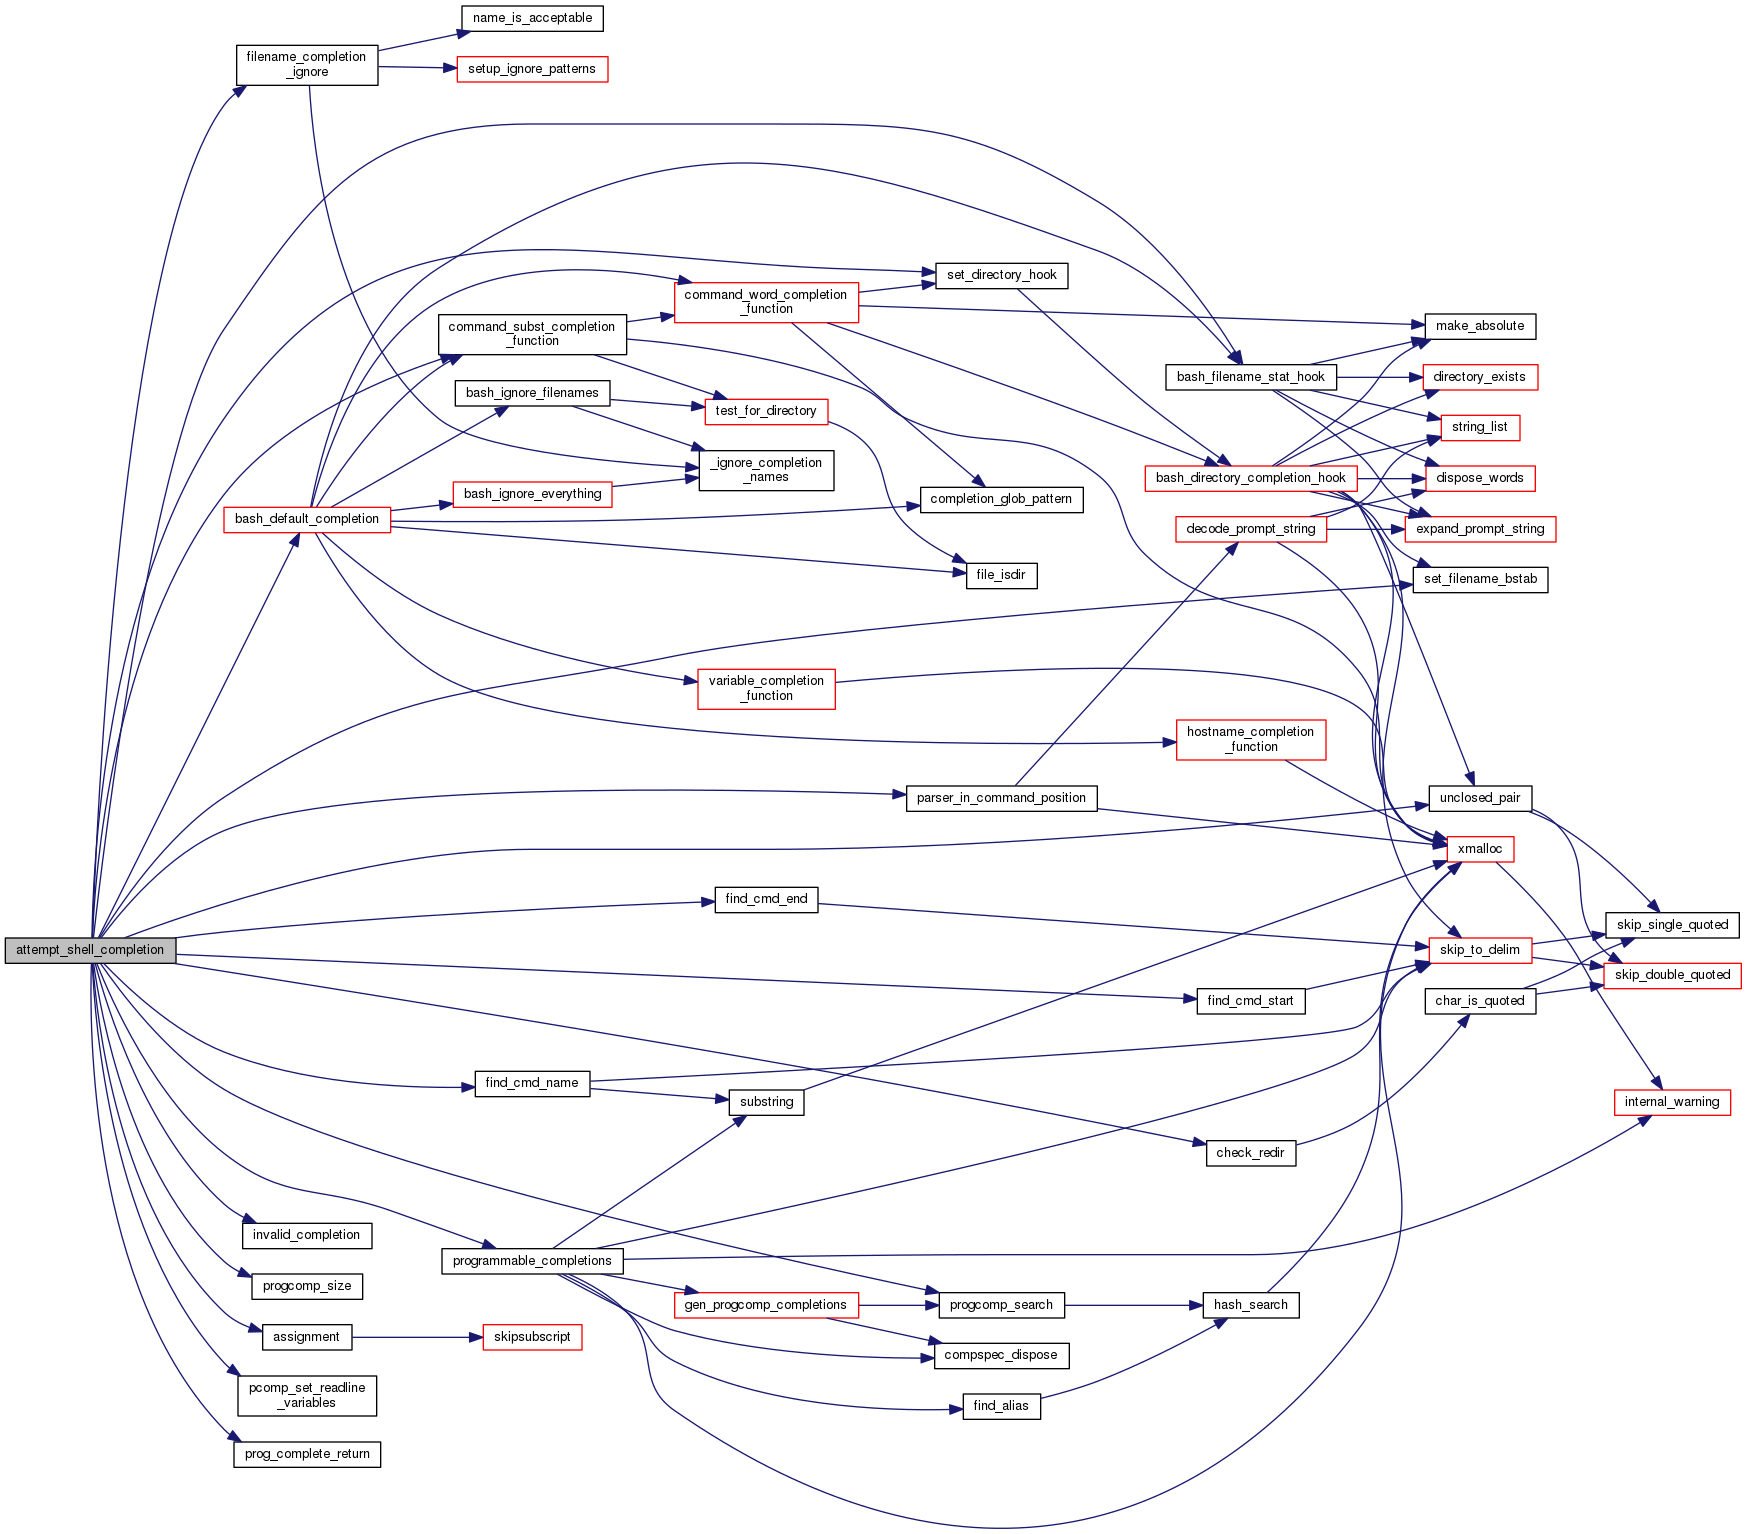 name_is_acceptable
filename_completion
_ignore
setup_ignore_patterns
set_directory_hook
command_word_completion
_function
command_subst_completion
_function
make_absolute
bash_filename_stat_hook
directory_exists
bash_ignore_filenames
test_for_directory
string_list
_ignore_completion
_names
bash_directory_completion_hook
dispose_words
bash_ignore_everything
completion_glob_pattern
bash_default_completion
decode_prompt_string
expand_prompt_string
file_isdir
set_filename_bstab
variable_completion
_function
hostname_completion
_function
parser_in_command_position
unclosed_pair
xmalloc
find_cmd_end
skip_single_quoted
attempt_shell_completion
skip_to_delim
skip_double_quoted
find_cmd_start
char_is_quoted
find_cmd_name
substring
internal_warning
check_redir
invalid_completion
programmable_completions
progcomp_size
gen_progcomp_completions
progcomp_search
hash_search
assignment
skipsubscript
compspec_dispose
pcomp_set_readline
_variables
find_alias
prog_complete_return